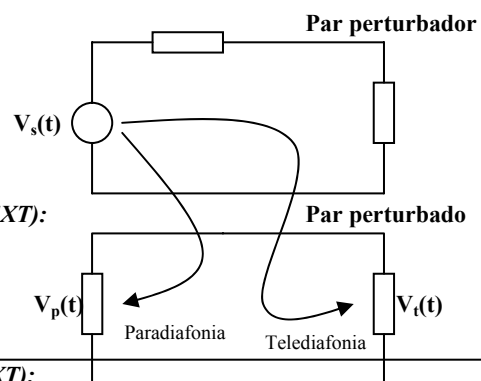 Par perturbador
Vs(t)
XT):
Par perturbado
Vp(t)
Vt(t)
Paradiafonia
Telediafonia
XT):